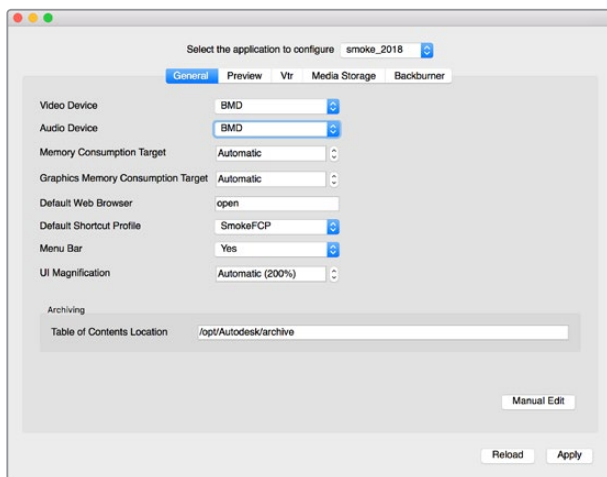 Select the application to configure smoke_2018
General Preview Vtr Media Storage Backburner
Video Device BMD
Audio Device BMD
Memory Consumption Target Automatic
Graphics Memory Consumption Target Automatic
Default Web Browser open
Default Shortcut Profile SmokeFCP
Menu Bar Yes
UI Magnification Automatic (200%)
Archiving
Table of Contents Location /opt/Autodesk/archive
Manual Edit
Reload Apply